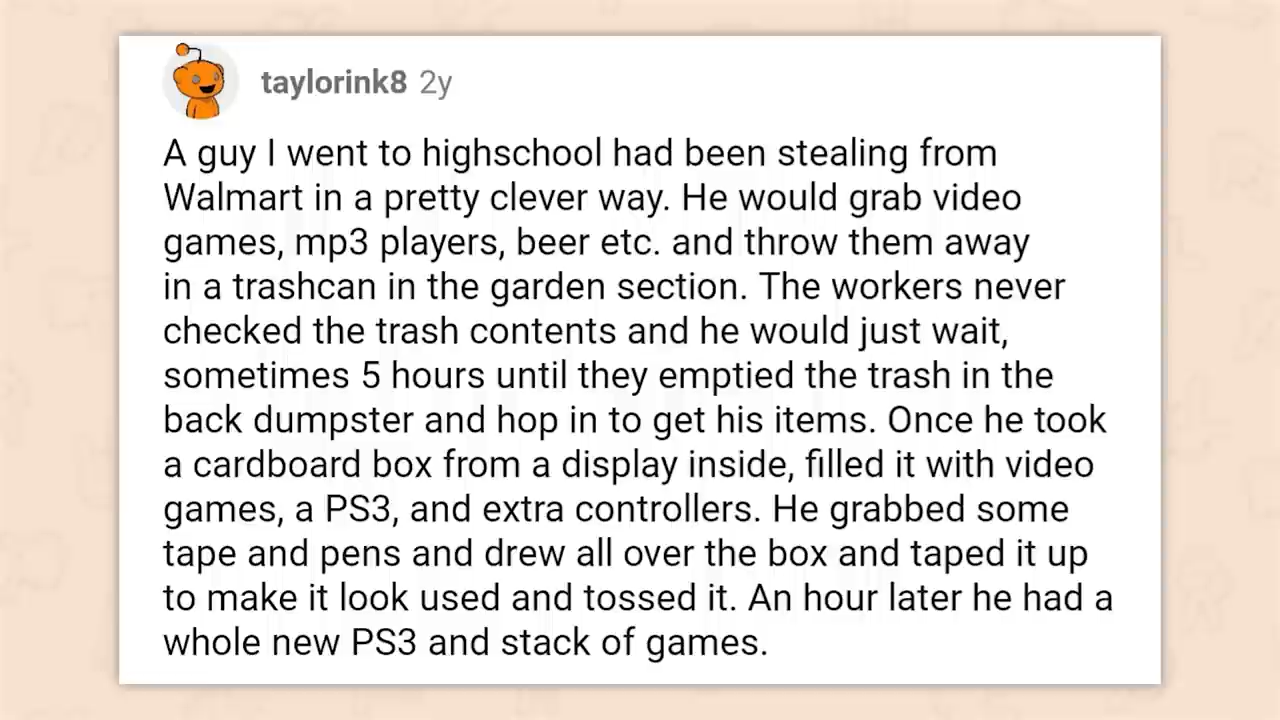 taylorink8 2y
A guy I went to highschool had been stealing from
Walmart in a pretty clever way. He would grab video
games, mp3 players, beer etc. and throw them away
in a trashcan in the garden section. The workers never
checked the trash contents and he would just wait,
sometimes 5 hours until they emptied the trash in the
back dumpster and hop in to get his items. Once he took
a cardboard box from a display inside, filled it with video
games, a PS3, and extra controllers. He grabbed some
tape and pens and drew all over the box and taped it up
to make it look used and tossed it. An hour later he had a
whole new PS3 and stack of games.